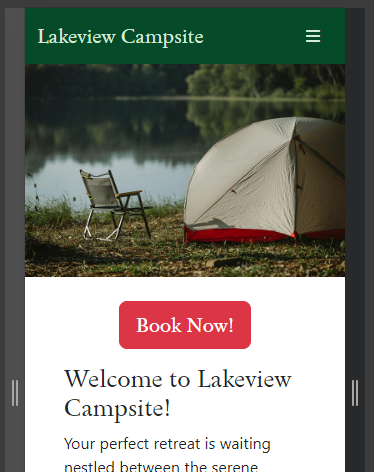 Lakeview Campsite
Book Now!
Welcome to Lakeview
Campsite!
Your perfect retreat is waiting
nestled between the serene